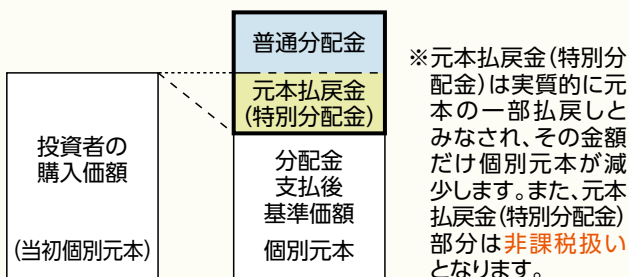 普通分配金
元本払戻金
(特別分配金)
投資者の
購入価額
(当初個別元本)
分配金
支払後
基準価額
個別元本
※元本払戻金(特別分
配金)は実質的に元
本の一部払戻しと
みなされ、その金額
だけ個別元本が減
少します。また、元本
払戻金(特別分配金)
部分は非課税扱い
となります。